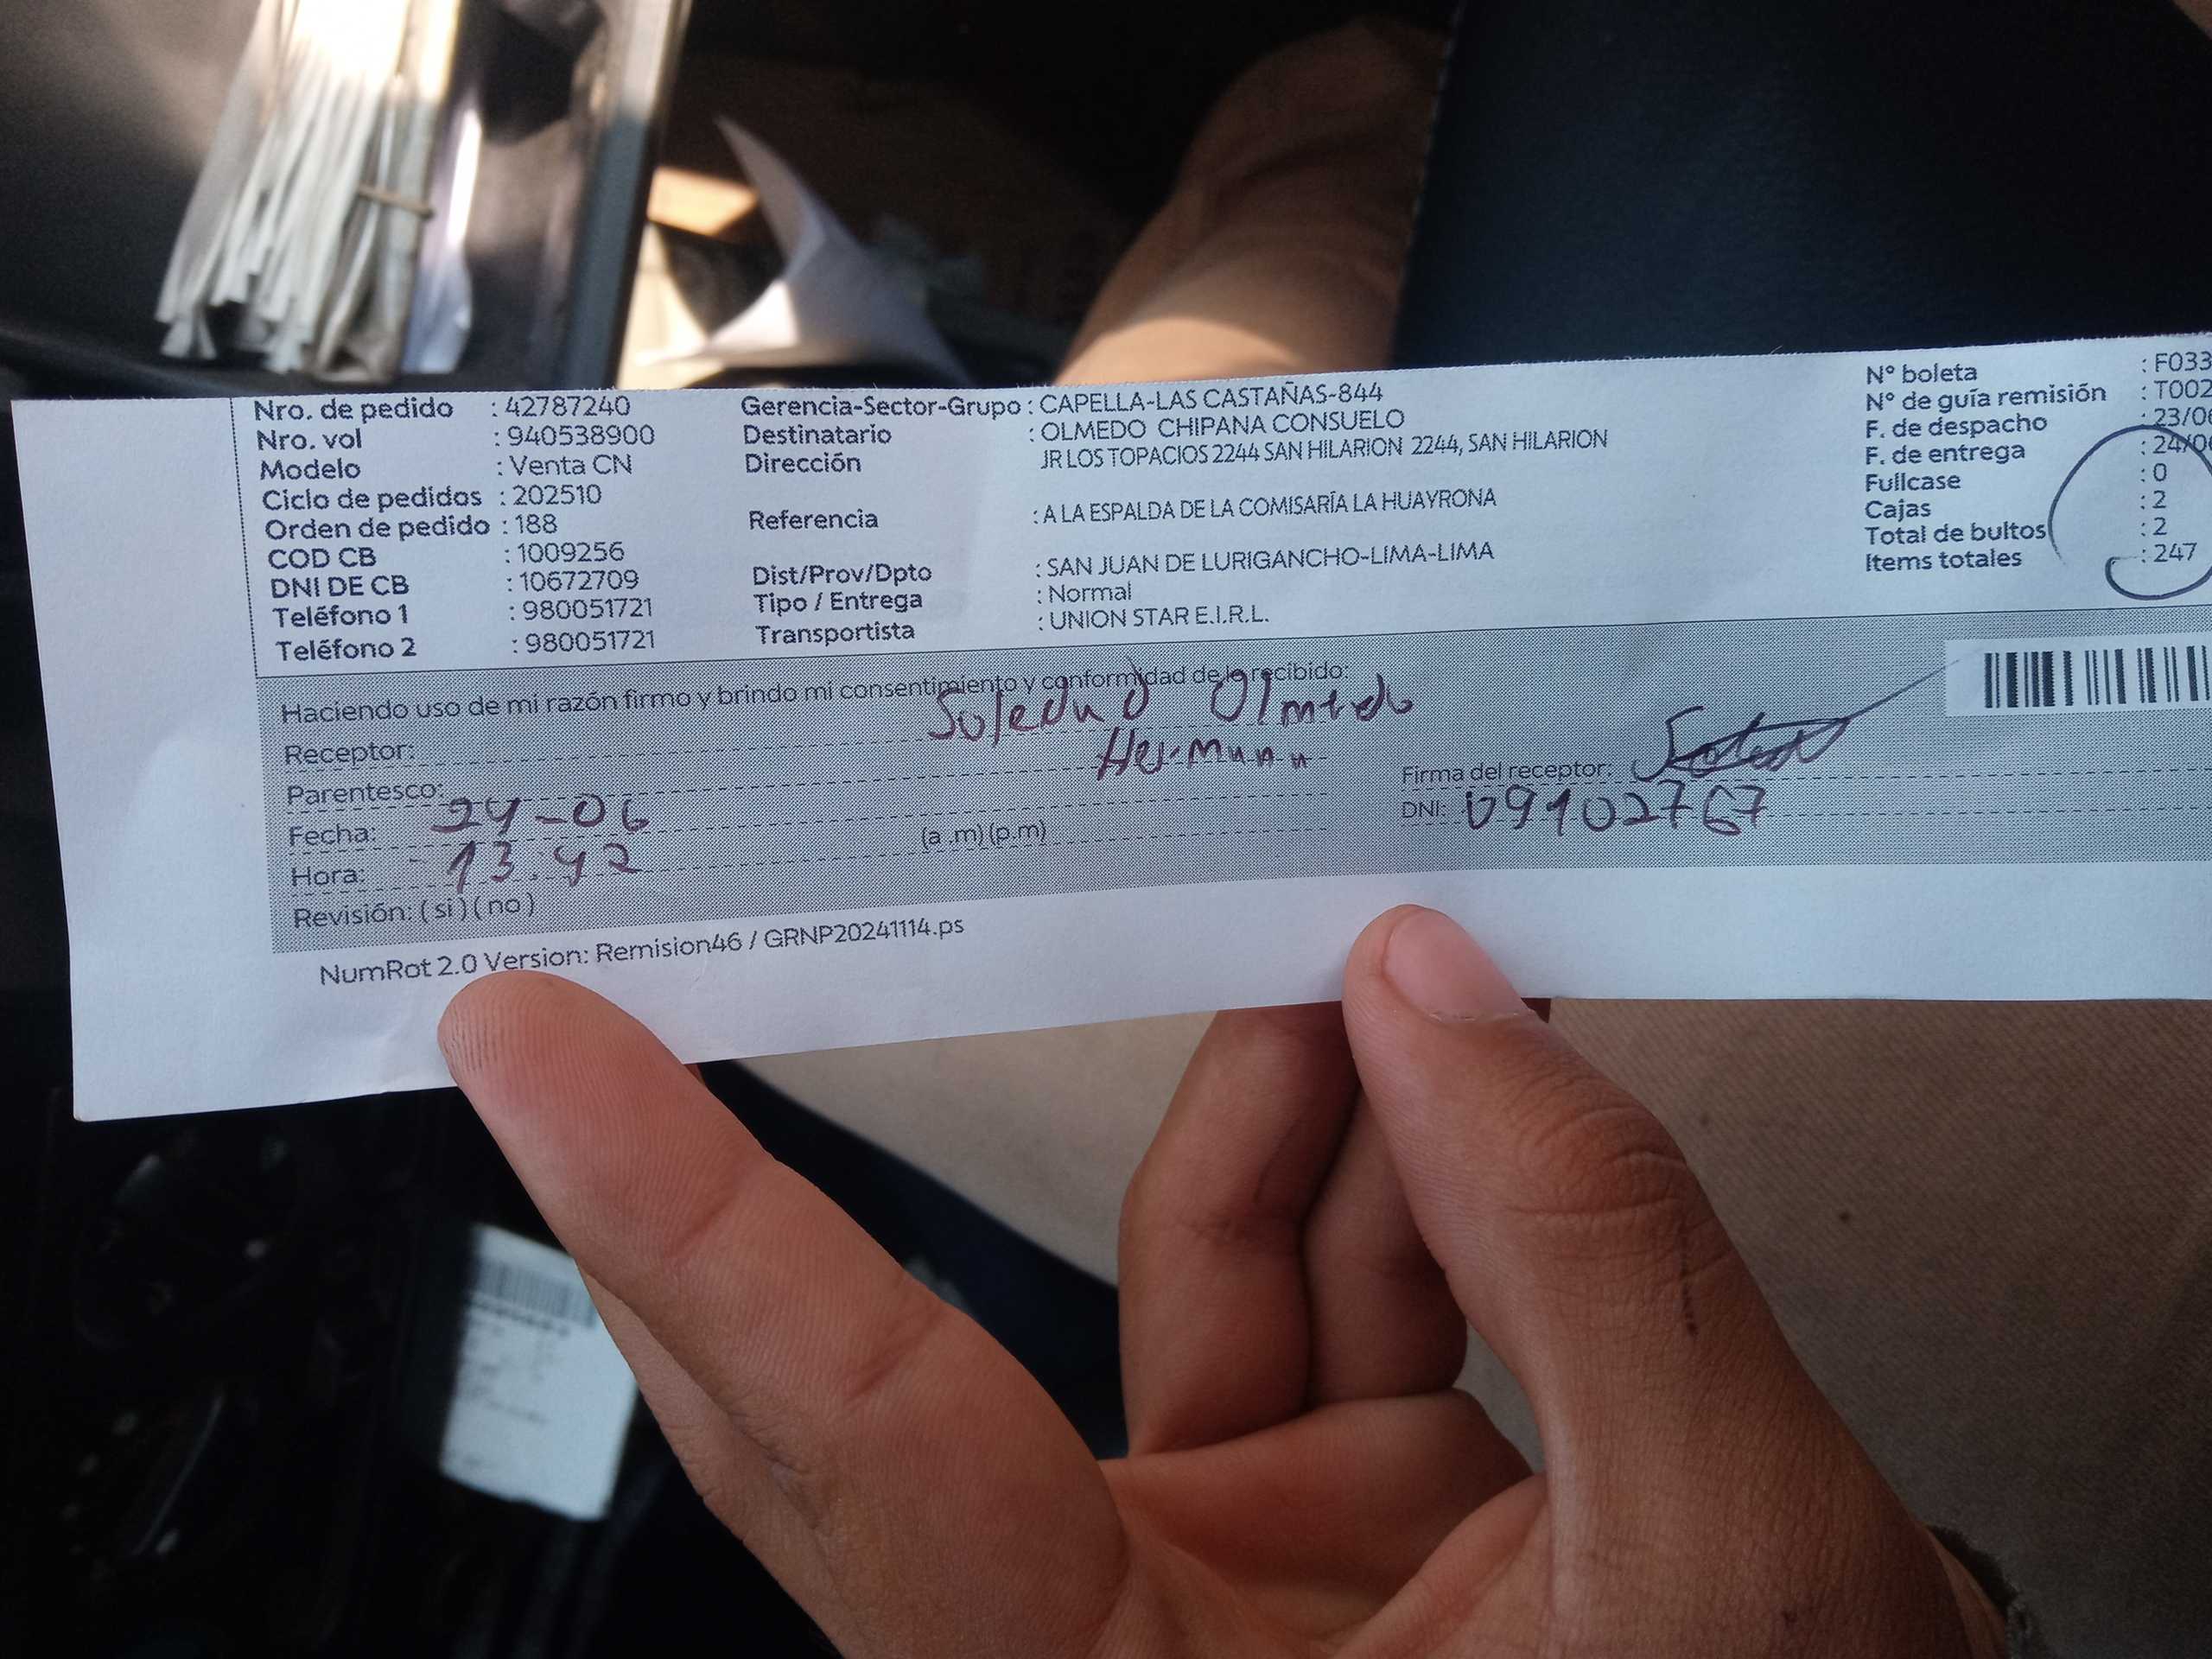 Nro. de pedido : 42787240
Nro. vol : 940538900
Modelo : Venta CN
Ciclo de pedidos : 202510
Orden de pedido : 188
COD CB : 1009256
DNI DE CB : 10672709
Teléfono 1 : 980051721
Teléfono 2 : 980051721
Gerencia-Sector-Grupo : CAPELLA-LAS CASTAÑAS-844
Destinatario : OLMEDO CHIPANA CONSUELO
Dirección JR LOS TOPACIOS 2244 SAN HILARION 2244, SAN HILARION
Referencia : A LA ESPALDA DE LA COMISARÍA LA HUAYRONA
Dist/Prov/Dpto : SAN JUAN DE LURIGANCHO-LIMA-LIMA
Tipo / Entrega : Normal
Transportista : UNION STAR E.I.R.L.
N° boleta : F033
N° de guía remisión : T002
F. de despacho : 23/06
F. de entrega : 24/06
Fullcase : 0
Cajas : 2
Total de bultos : 2
Items totales : 247
Haciendo uso de mi razón firmo y brindo mi consentimiento y conformidad de lo recibido:
Receptor: Soledad Olmedo
Parentesco: Hermana
Fecha: 24-06
Hora: 13:42 (a .m) (p.m)
Revisión: ( si ) ( no )
Firma del receptor:
DNI: 09102767
NumRot 2.0 Version: Remision46 / GRNP20241114.ps